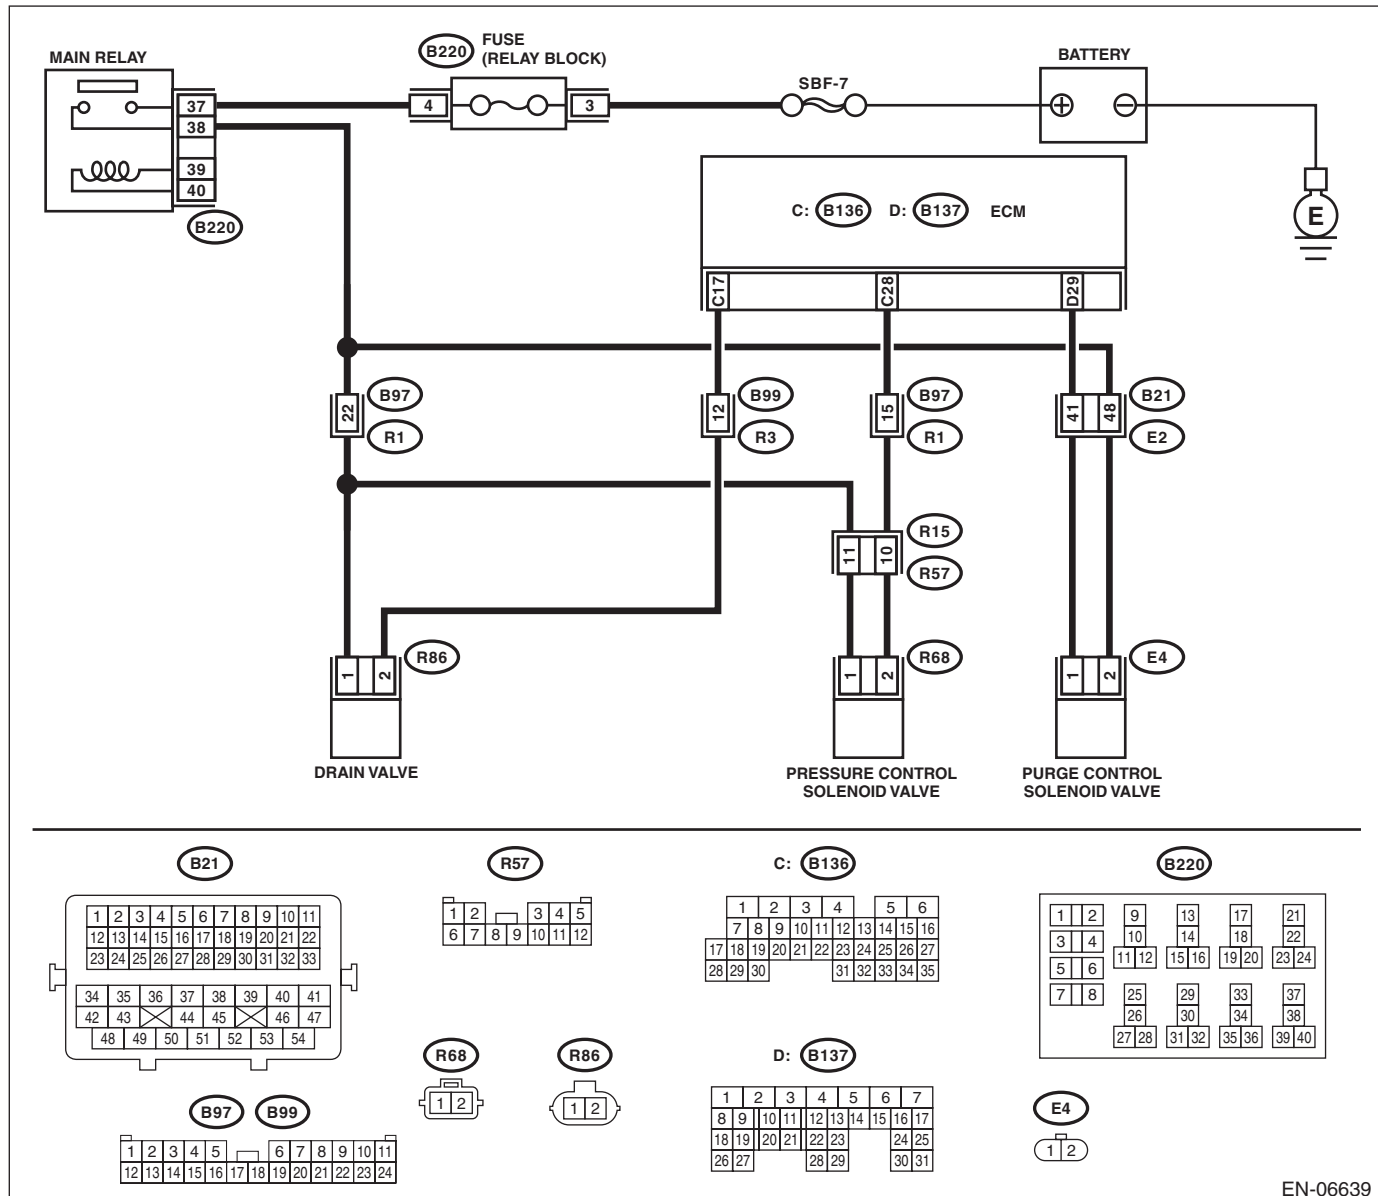 MAIN RELAY
B220
FUSE
(RELAY BLOCK)
BATTERY
SBF-7
37
38
39
40
4
3
B220
E
C: B136 D: B137 ECM
C17
C28
D29
22
B97
R1
12
B99
R3
15
B97
R1
41
48
B21
E2
11
10
R15
R57
1
2
R86
1
2
R68
1
2
E4
DRAIN VALVE
PRESSURE CONTROL
SOLENOID VALVE
PURGE CONTROL
SOLENOID VALVE
B21
1 2 3 4 5 6 7 8 9 10 11
12 13 14 15 16 17 18 19 20 21 22
23 24 25 26 27 28 29 30 31 32 33
34 35 36 37 38 39 40 41
42 43 44 45 46 47
48 49 50 51 52 53 54
R57
1 2 3 4 5
6 7 8 9 10 11 12
C: B136
1 2 3 4 5 6
7 8 9 10 11 12 13 14 15 16
17 18 19 20 21 22 23 24 25 26 27
28 29 30 31 32 33 34 35
B220
1 2 9 13 17 21
3 4 10 14 18 22
5 6 11 12 15 16 19 20 23 24
7 8 25 29 33 37
26 30 34 38
27 28 31 32 35 36 39 40
R68
1 2
R86
1 2
D: B137
1 2 3 4 5 6 7
8 9 10 11 12 13 14 15 16 17
18 19 20 21 22 23 24 25
26 27 28 29 30 31
E4
1 2
B97 B99
1 2 3 4 5 6 7 8 9 10 11
12 13 14 15 16 17 18 19 20 21 22 23 24
EN-06639